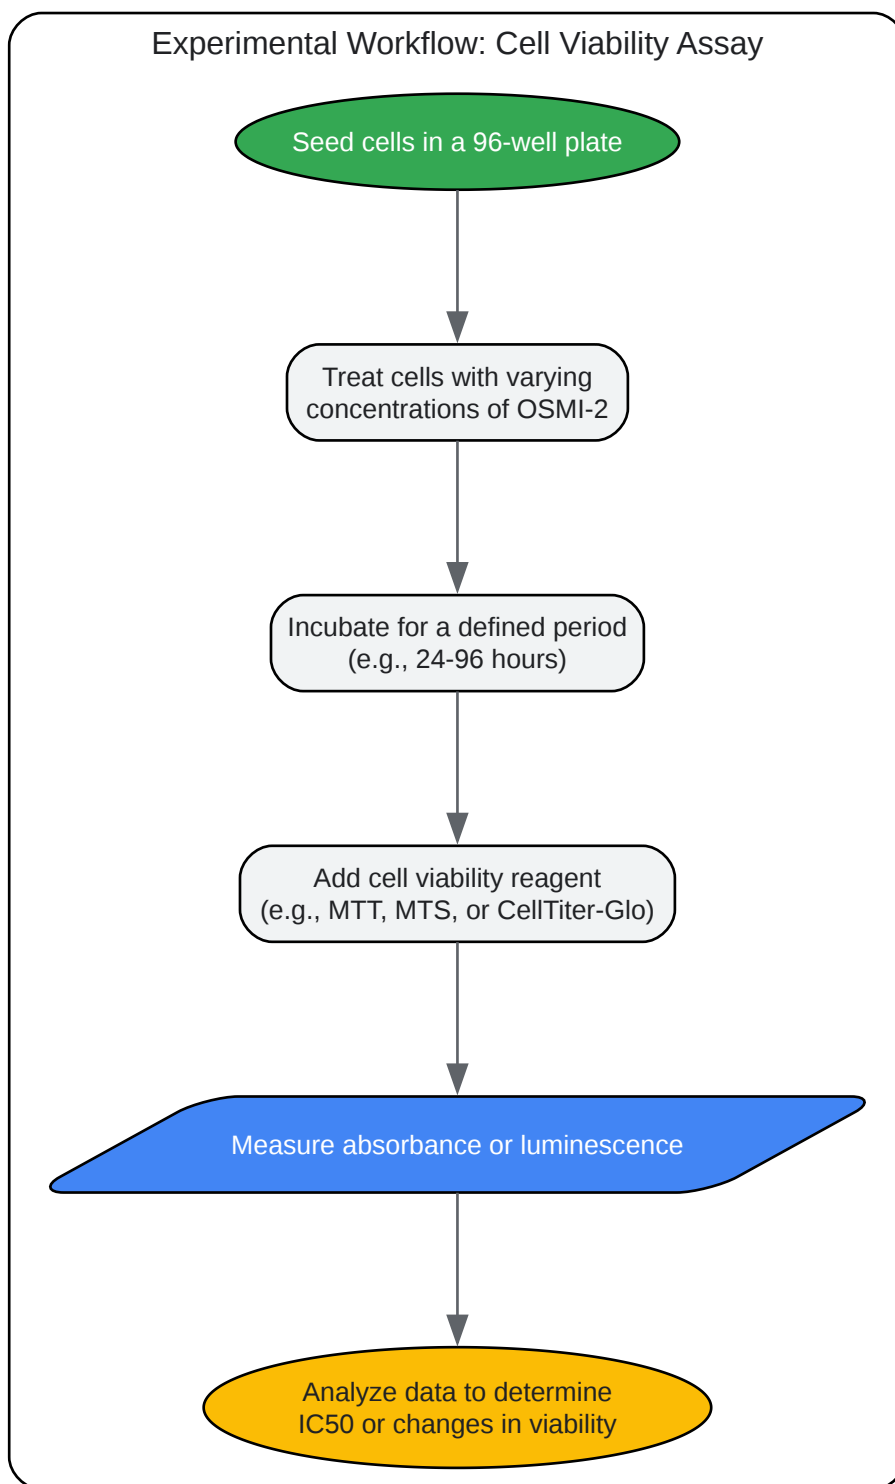 Experimental Workflow: Cell Viability Assay
Seed cells in a 96-well plate
Treat cells with varying
concentrations of OSMI-2
Incubate for a defined period
(e.g., 24-96 hours)
Add cell viability reagent
(e.g., MTT, MTS, or CellTiter-Glo)
Measure absorbance or luminescence
Analyze data to determine
IC50 or changes in viability